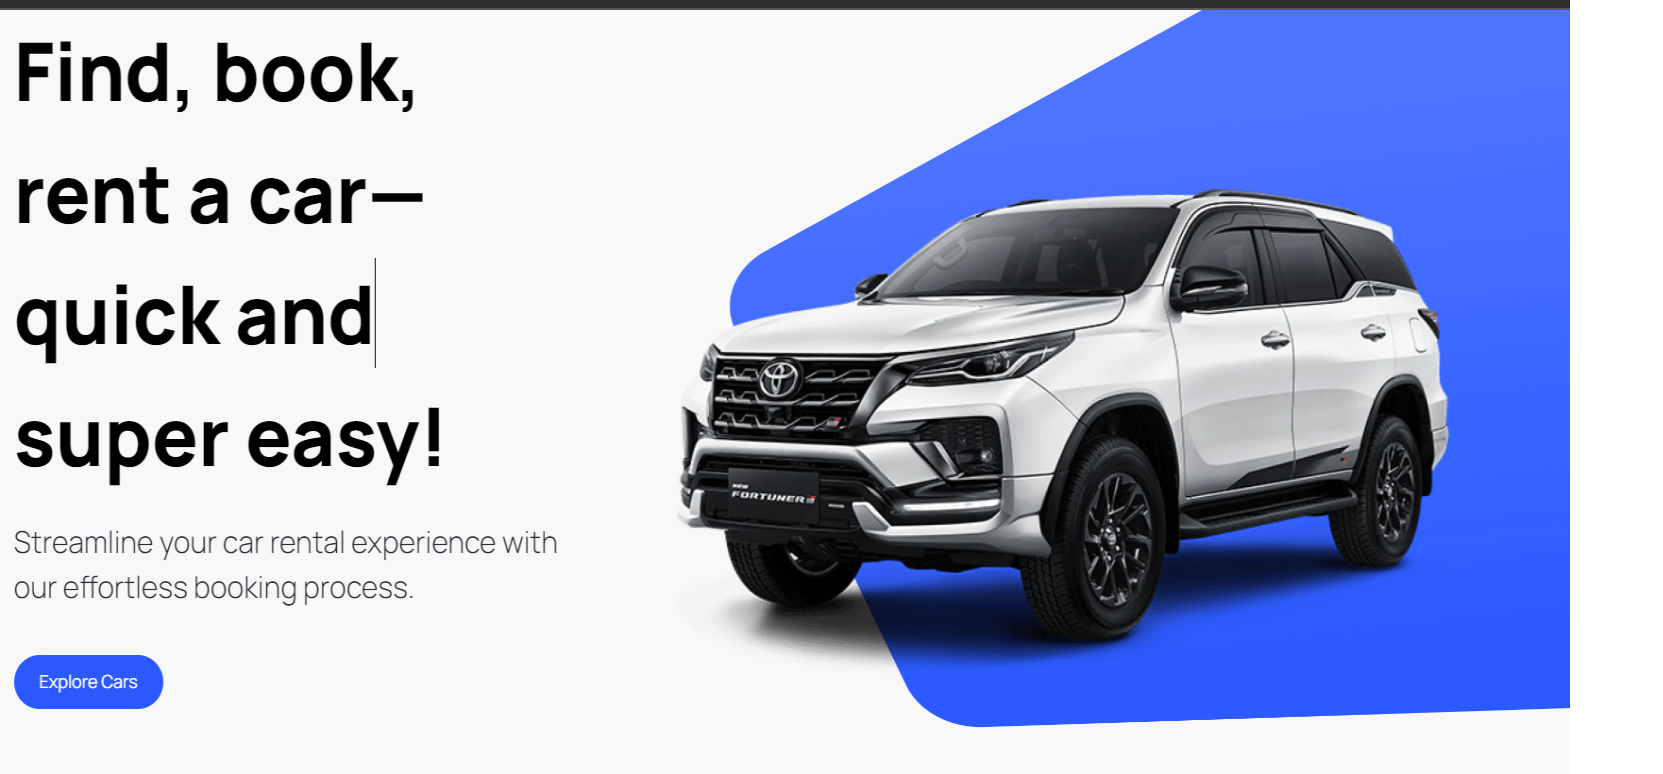 Find, book,
rent a car—
quick and
super easy!
Streamline your car rental experience with
our effortless booking process.
Explore Cars
NEW
FORTUNER